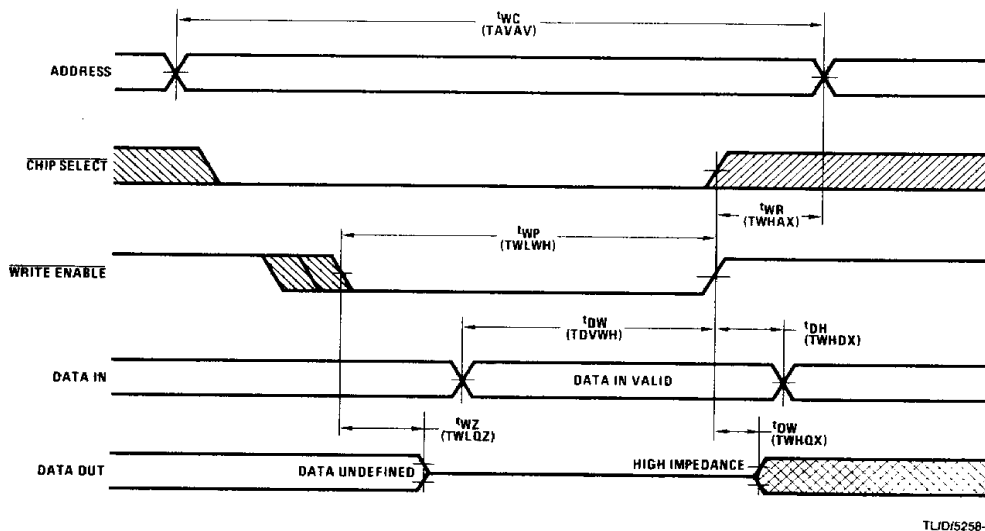 tWC
(TAVAV)
ADDRESS
CHIP SELECT
tWR
(TWHAX)
tWP
(TWLWH)
WRITE ENABLE
tDW
(TDVWH)
tDH
(TWHDX)
DATA IN
DATA IN VALID
tWZ
(TWLQZ)
tOW
(TWHQX)
DATA OUT
DATA UNDEFINED
HIGH IMPEDANCE
TL/D/5258-